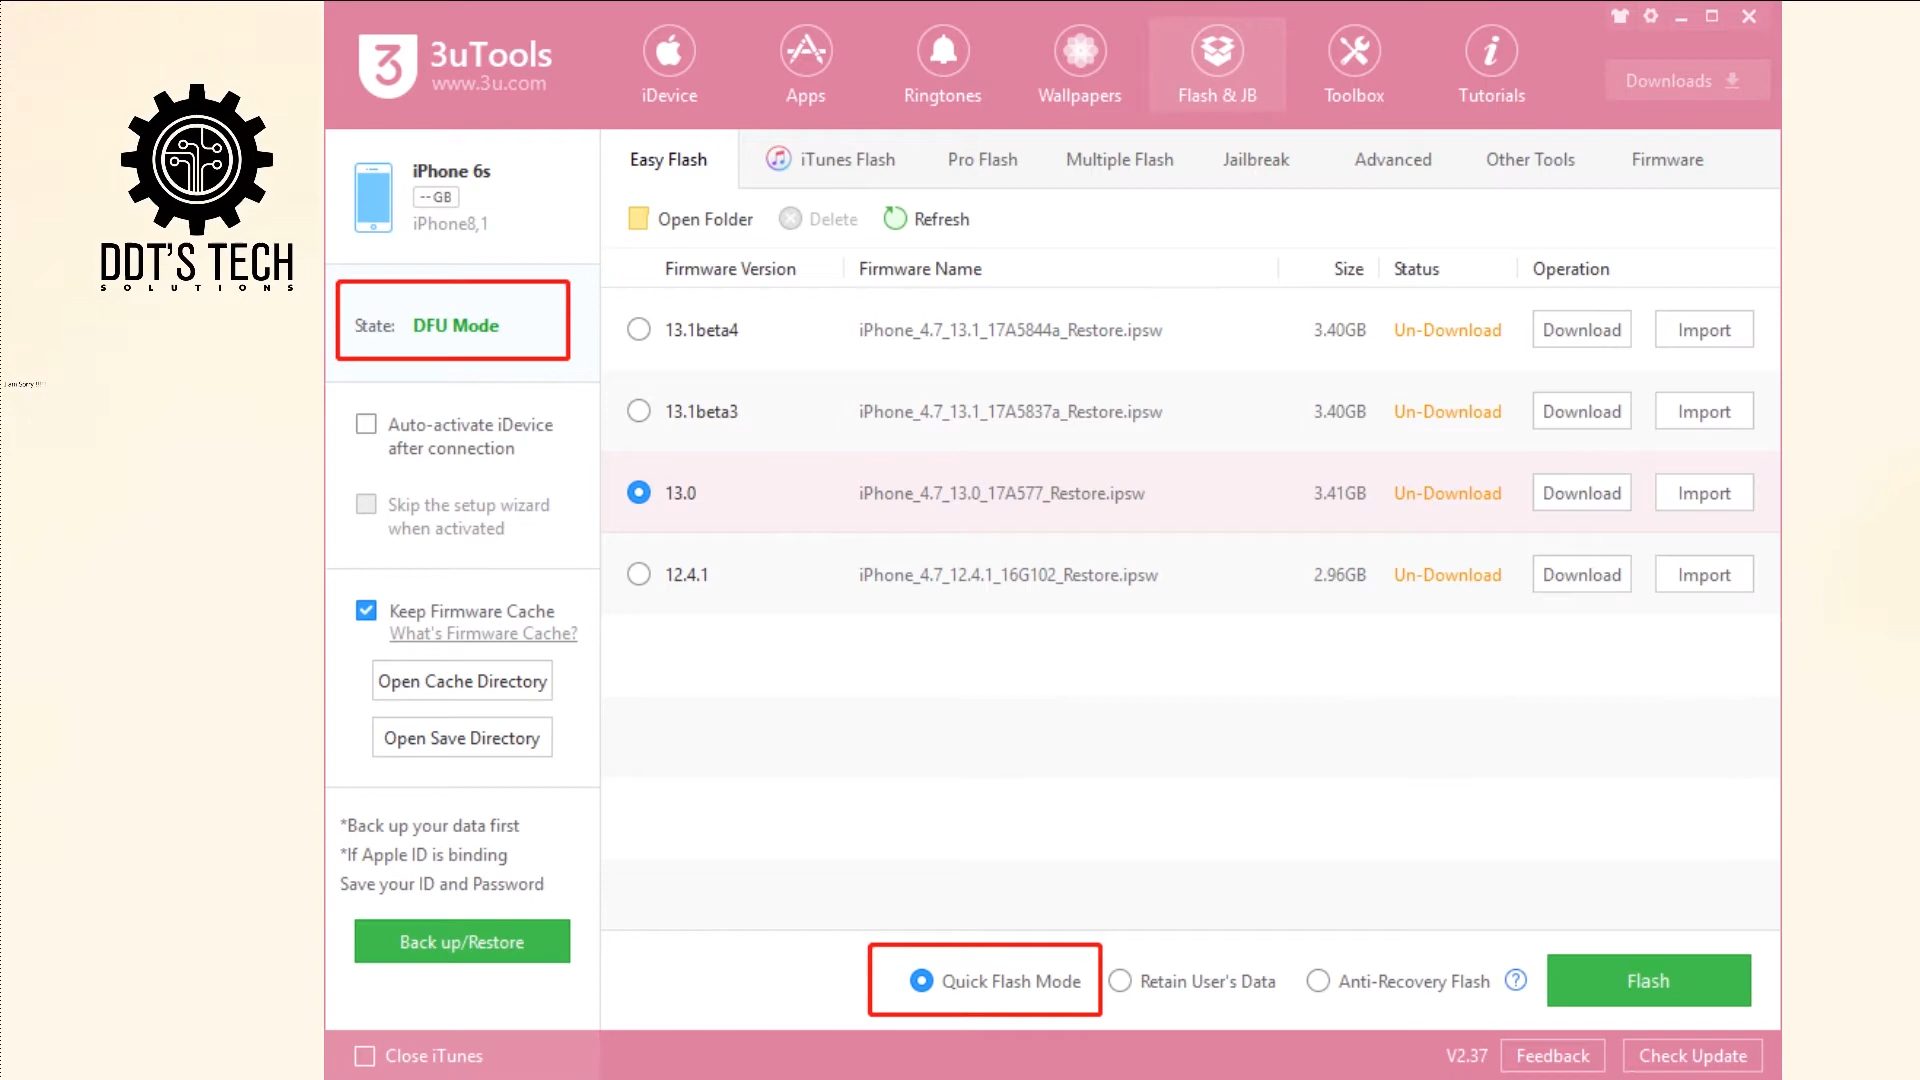 3 3uTools
www.3u.com
iDevice
Apps
Ringtones
Wallpapers
Flash & JB
Toolbox
i
Tutorials
Downloads
DDT'S TECH
SOLUTIONS
I am Sorry !!!
iPhone 6s
--GB
iPhone8,1
State: DFU Mode
Auto-activate iDevice
after connection
Skip the setup wizard
when activated
Keep Firmware Cache
What's Firmware Cache?
Open Cache Directory
Open Save Directory
*Back up your data first
*If Apple ID is binding
Save your ID and Password
Back up/Restore
Easy Flash iTunes Flash Pro Flash Multiple Flash Jailbreak Advanced Other Tools Firmware
Open Folder Delete Refresh
Firmware Version Firmware Name Size Status Operation
13.1beta4 iPhone_4.7_13.1_17A5844a_Restore.ipsw 3.40GB Un-Download Download Import
13.1beta3 iPhone_4.7_13.1_17A5837a_Restore.ipsw 3.40GB Un-Download Download Import
13.0 iPhone_4.7_13.0_17A577_Restore.ipsw 3.41GB Un-Download Download Import
12.4.1 iPhone_4.7_12.4.1_16G102_Restore.ipsw 2.96GB Un-Download Download Import
Quick Flash Mode Retain User's Data Anti-Recovery Flash ? Flash
Close iTunes V2.37 Feedback Check Update